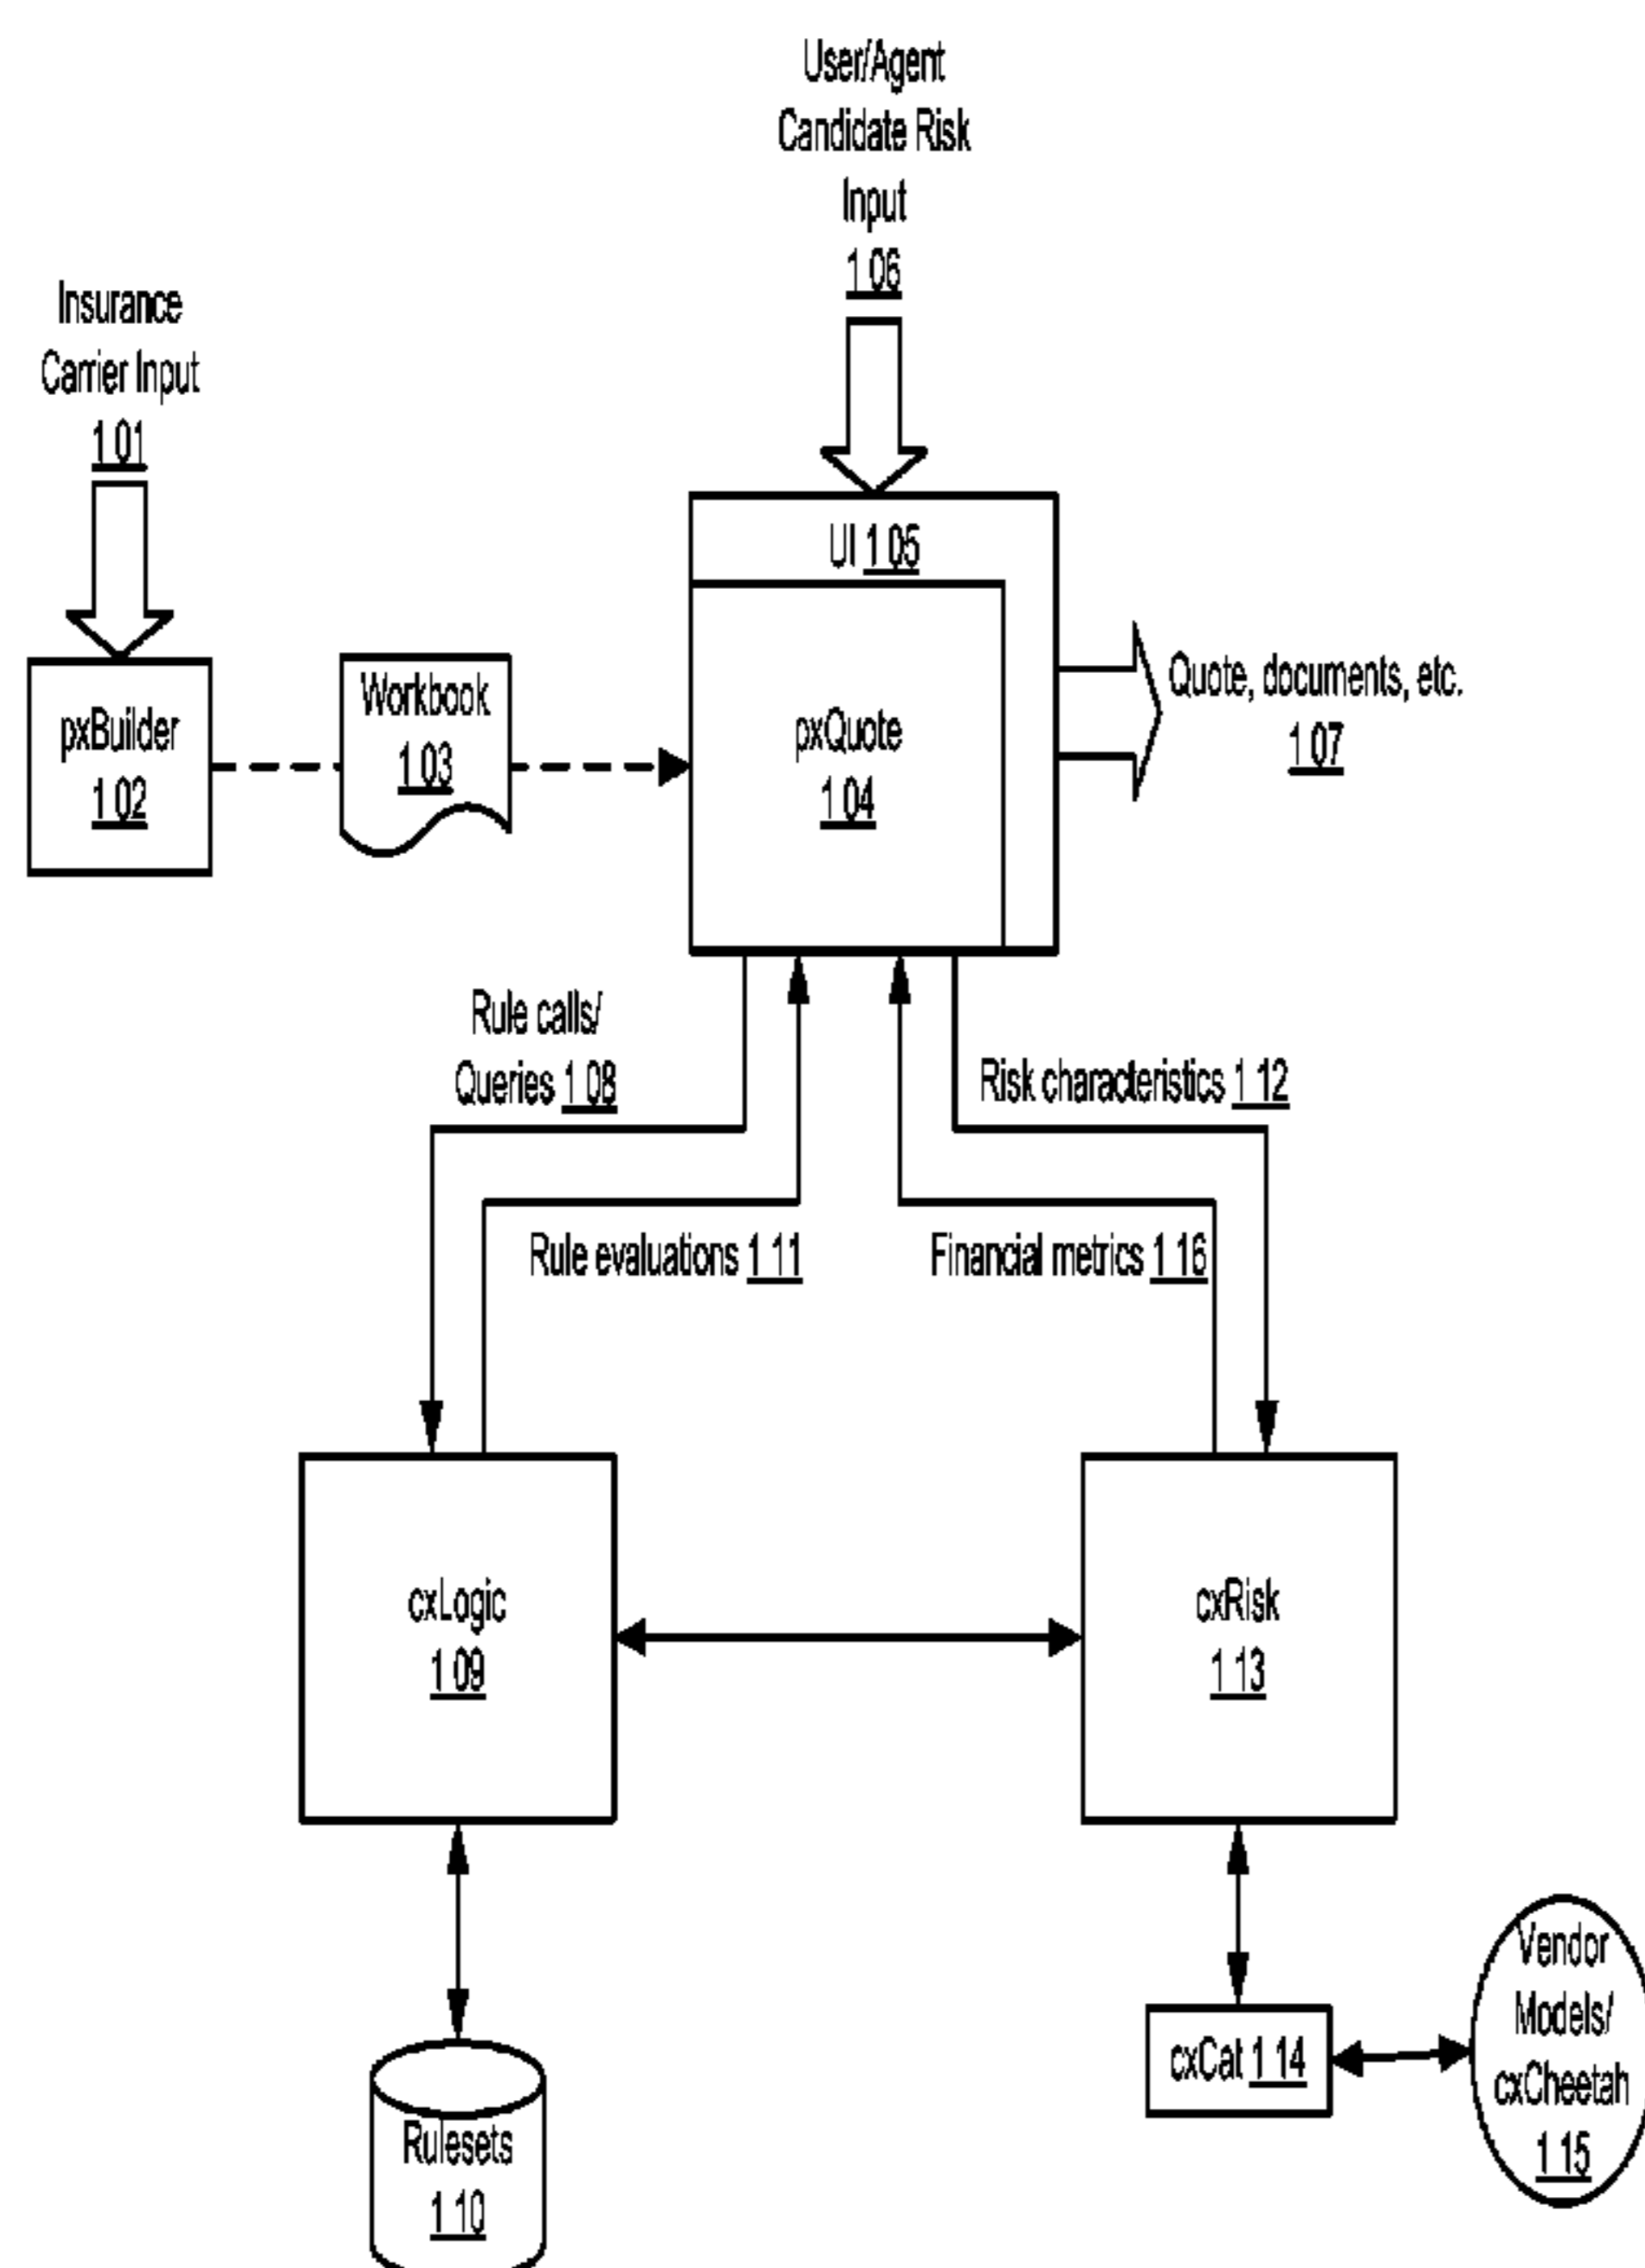 User/Agent
Candidate Risk
Input
106
Insurance
Carrier Input
101
UI 105
pxBuilder
102
Workbook
103
pxQuote
104
Quote, documents, etc.
107
Rule calls/
Queries 108
Risk characteristics 112
Rule evaluations 111
Financial metrics 116
cxLogic
109
cxRisk
113
Vendor
Models/
cxCheetah
115
cxCat 114
Rulesets
110